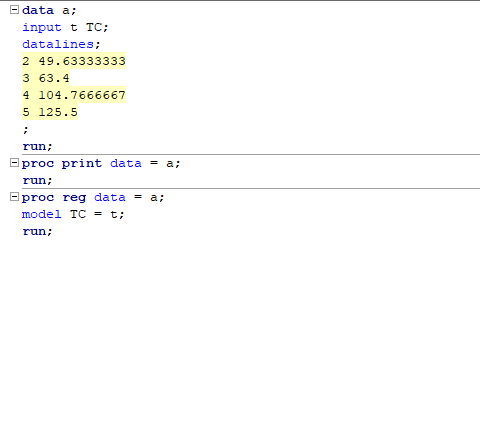 data a;
input t TC;
datalines;
2 49.63333333
3 63.4
4 104.7666667
5 125.5
;
run;
proc print data = a;
run;
proc reg data = a;
model TC = t;
run;